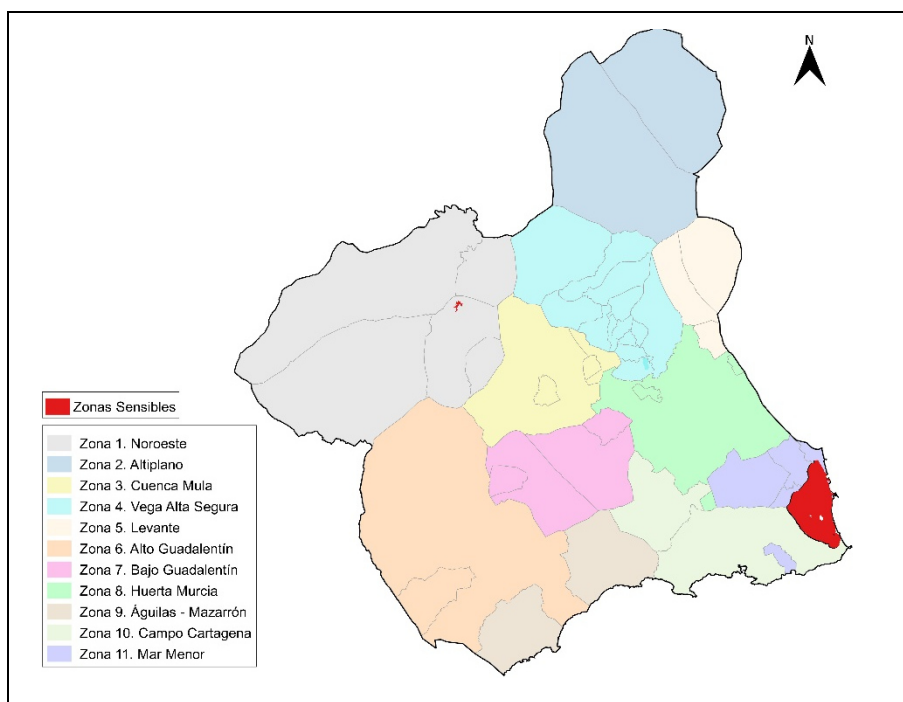 N
Zonas Sensibles
Zona 1. Noroeste
Zona 2. Altiplano
Zona 3. Cuenca Mula
Zona 4. Vega Alta Segura
Zona 5. Levante
Zona 6. Alto Guadalentín
Zona 7. Bajo Guadalentín
Zona 8. Huerta Murcia
Zona 9. Águilas - Mazarrón
Zona 10. Campo Cartagena
Zona 11. Mar Menor